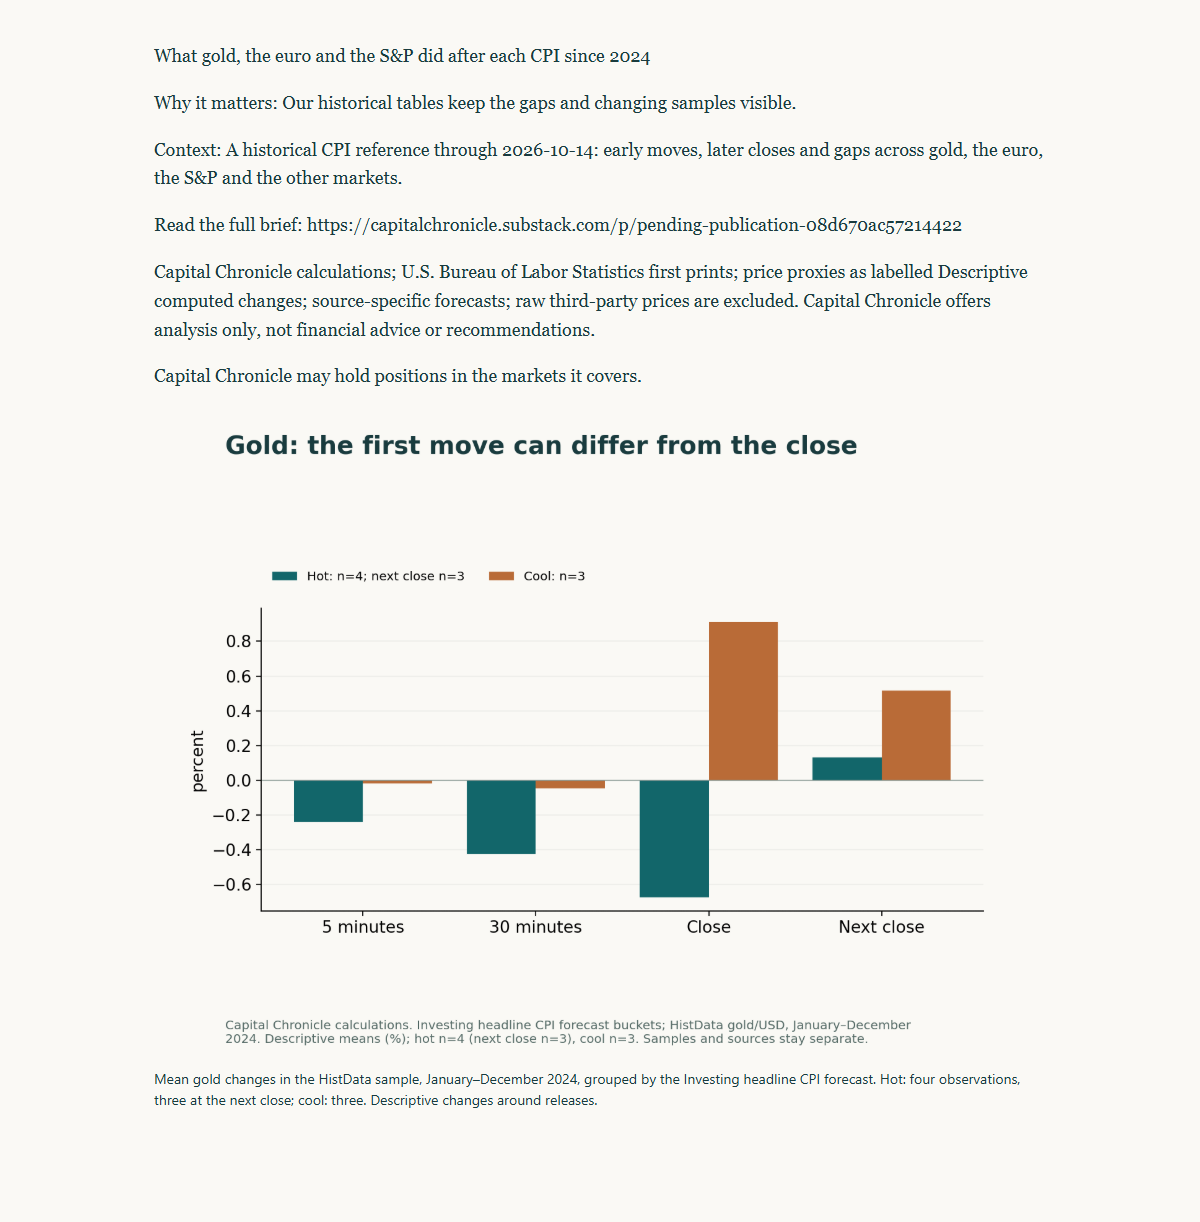 What gold, the euro and the S&P did after each CPI since 2024
Why it matters: Our historical tables keep the gaps and changing samples visible.
Context: A historical CPI reference through 2026-10-14: early moves, later closes and gaps across gold, the euro,
the S&P and the other markets.
Read the full brief: https://capitalchronicle.substack.com/p/pending-publication-08d670ac57214422
Capital Chronicle calculations; U.S. Bureau of Labor Statistics first prints; price proxies as labelled Descriptive
computed changes; source-specific forecasts; raw third-party prices are excluded. Capital Chronicle offers
analysis only, not financial advice or recommendations.
Capital Chronicle may hold positions in the markets it covers.
Gold: the first move can differ from the close
Hot: n=4; next close n=3
Cool: n=3
percent
0.8
0.6
0.4
0.2
0.0
−0.2
−0.4
−0.6
5 minutes
30 minutes
Close
Next close
Capital Chronicle calculations. Investing headline CPI forecast buckets; HistData gold/USD, January–December
2024. Descriptive means (%); hot n=4 (next close n=3), cool n=3. Samples and sources stay separate.
Mean gold changes in the HistData sample, January–December 2024, grouped by the Investing headline CPI forecast. Hot: four observations,
three at the next close; cool: three. Descriptive changes around releases.